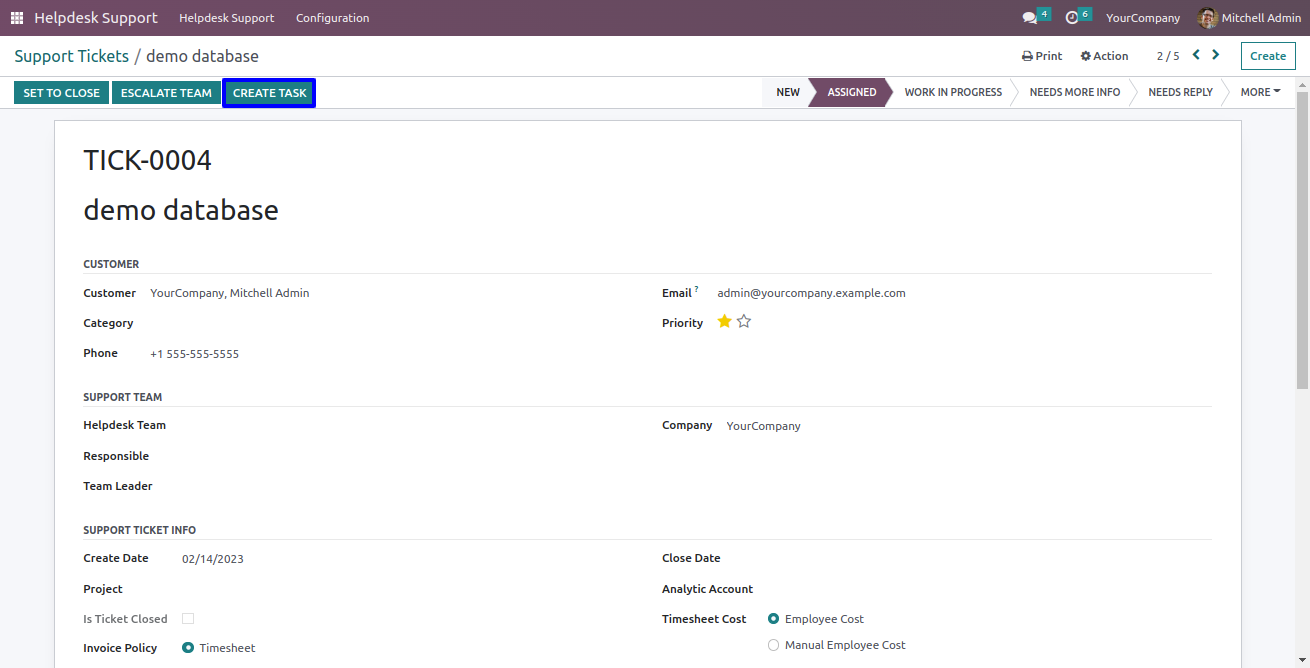 Helpdesk Support Helpdesk Support Configuration 4 6 YourCompany Mitchell Admin
Support Tickets / demo database Print Action 2 / 5 Create
SET TO CLOSE ESCALATE TEAM CREATE TASK NEW ASSIGNED WORK IN PROGRESS NEEDS MORE INFO NEEDS REPLY MORE
TICK-0004
demo database
CUSTOMER
Customer YourCompany, Mitchell Admin Email ? admin@yourcompany.example.com
Category Priority
Phone +1 555-555-5555
SUPPORT TEAM
Helpdesk Team Company YourCompany
Responsible
Team Leader
SUPPORT TICKET INFO
Create Date 02/14/2023 Close Date
Project Analytic Account
Is Ticket Closed Timesheet Cost Employee Cost
Invoice Policy Timesheet Manual Employee Cost